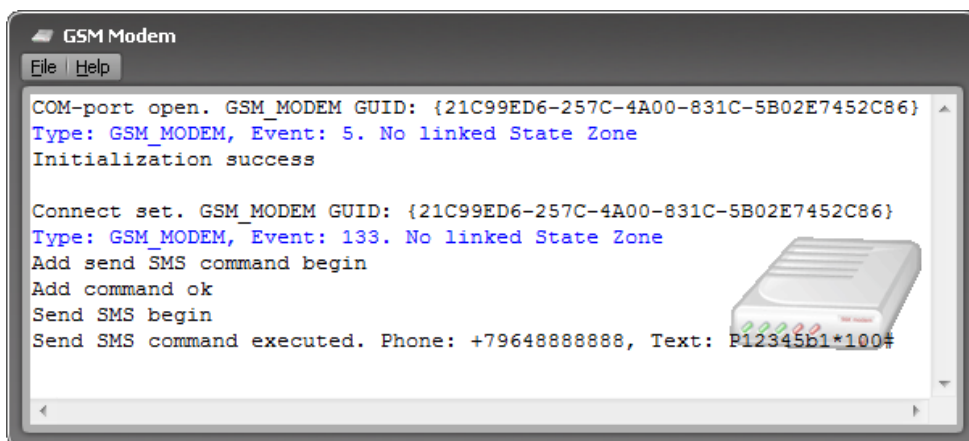 GSM Modem
File Help
COM-port open. GSM_MODEM GUID: {21C99ED6-257C-4A00-831C-5B02E7452C86}
Type: GSM_MODEM, Event: 5. No linked State Zone
Initialization success
Connect set. GSM_MODEM GUID: {21C99ED6-257C-4A00-831C-5B02E7452C86}
Type: GSM_MODEM, Event: 133. No linked State Zone
Add send SMS command begin
Add command ok
Send SMS begin
Send SMS command executed. Phone: +79648888888, Text: P12345b1*100#